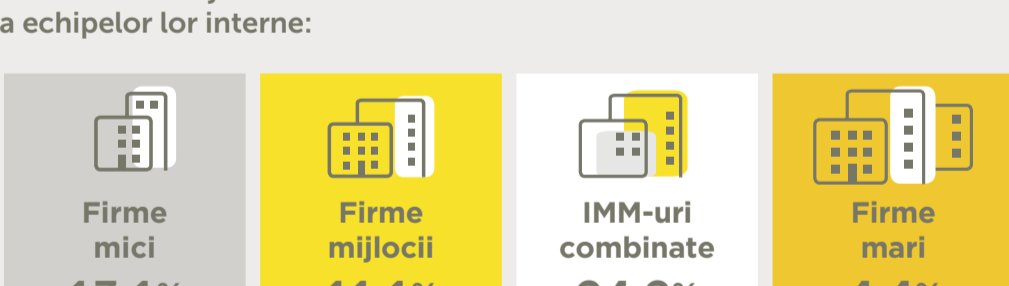 a echipelor lor interne:
Firme
mici
Firme
mijlocii
IMM-uri
combinate
Firme
mari